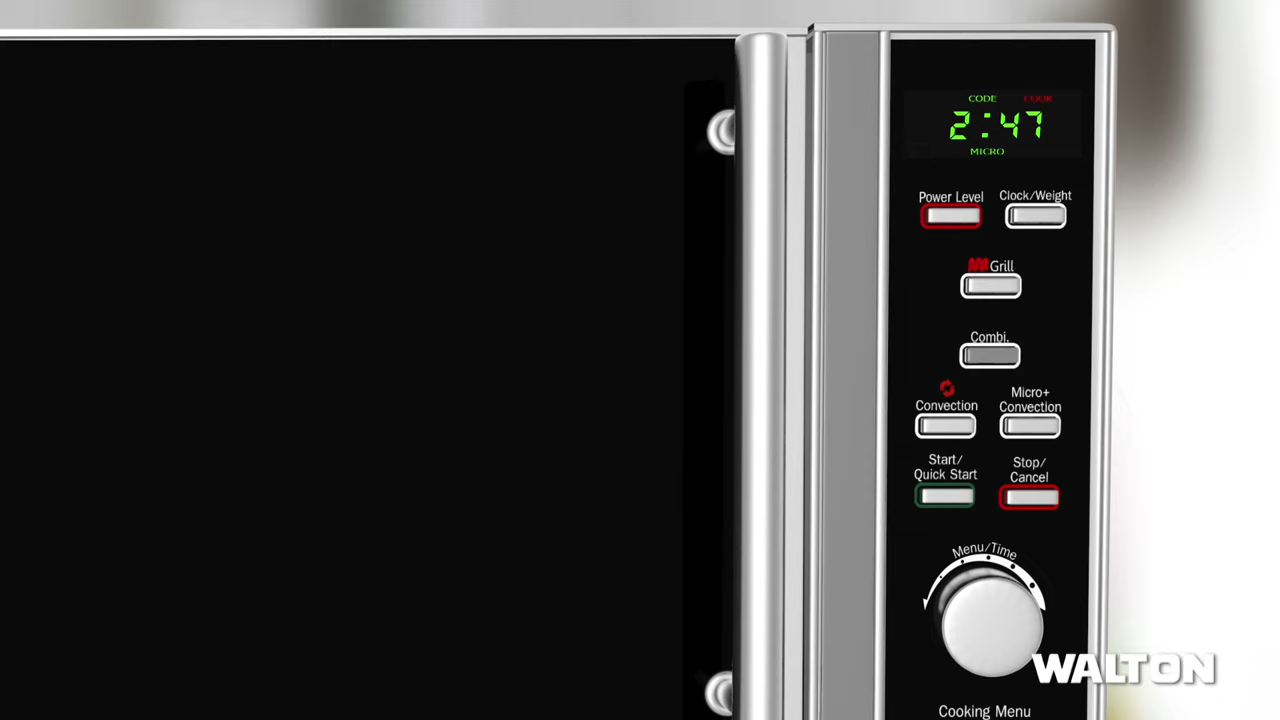 CODE COOK
2:47
MICRO
Power Level
Clock/Weight
Grill
Combi.
Convection
Micro+
Convection
Start/
Quick Start
Stop/
Cancel
Menu/Time
WALTON
Cooking Menu